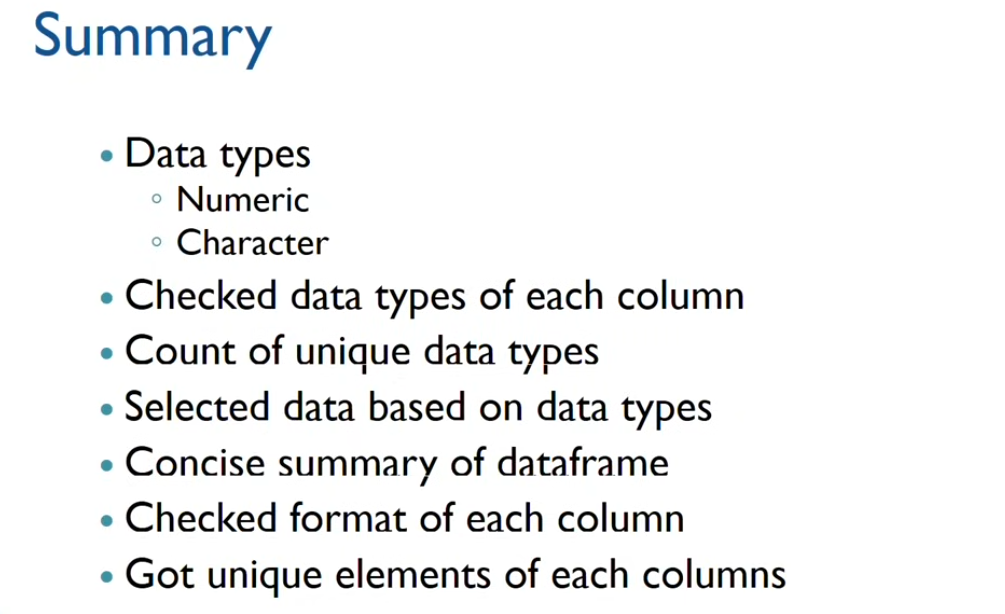 Summary
• Data types
◦ Numeric
◦ Character
• Checked data types of each column
• Count of unique data types
• Selected data based on data types
• Concise summary of dataframe
• Checked format of each column
• Got unique elements of each columns